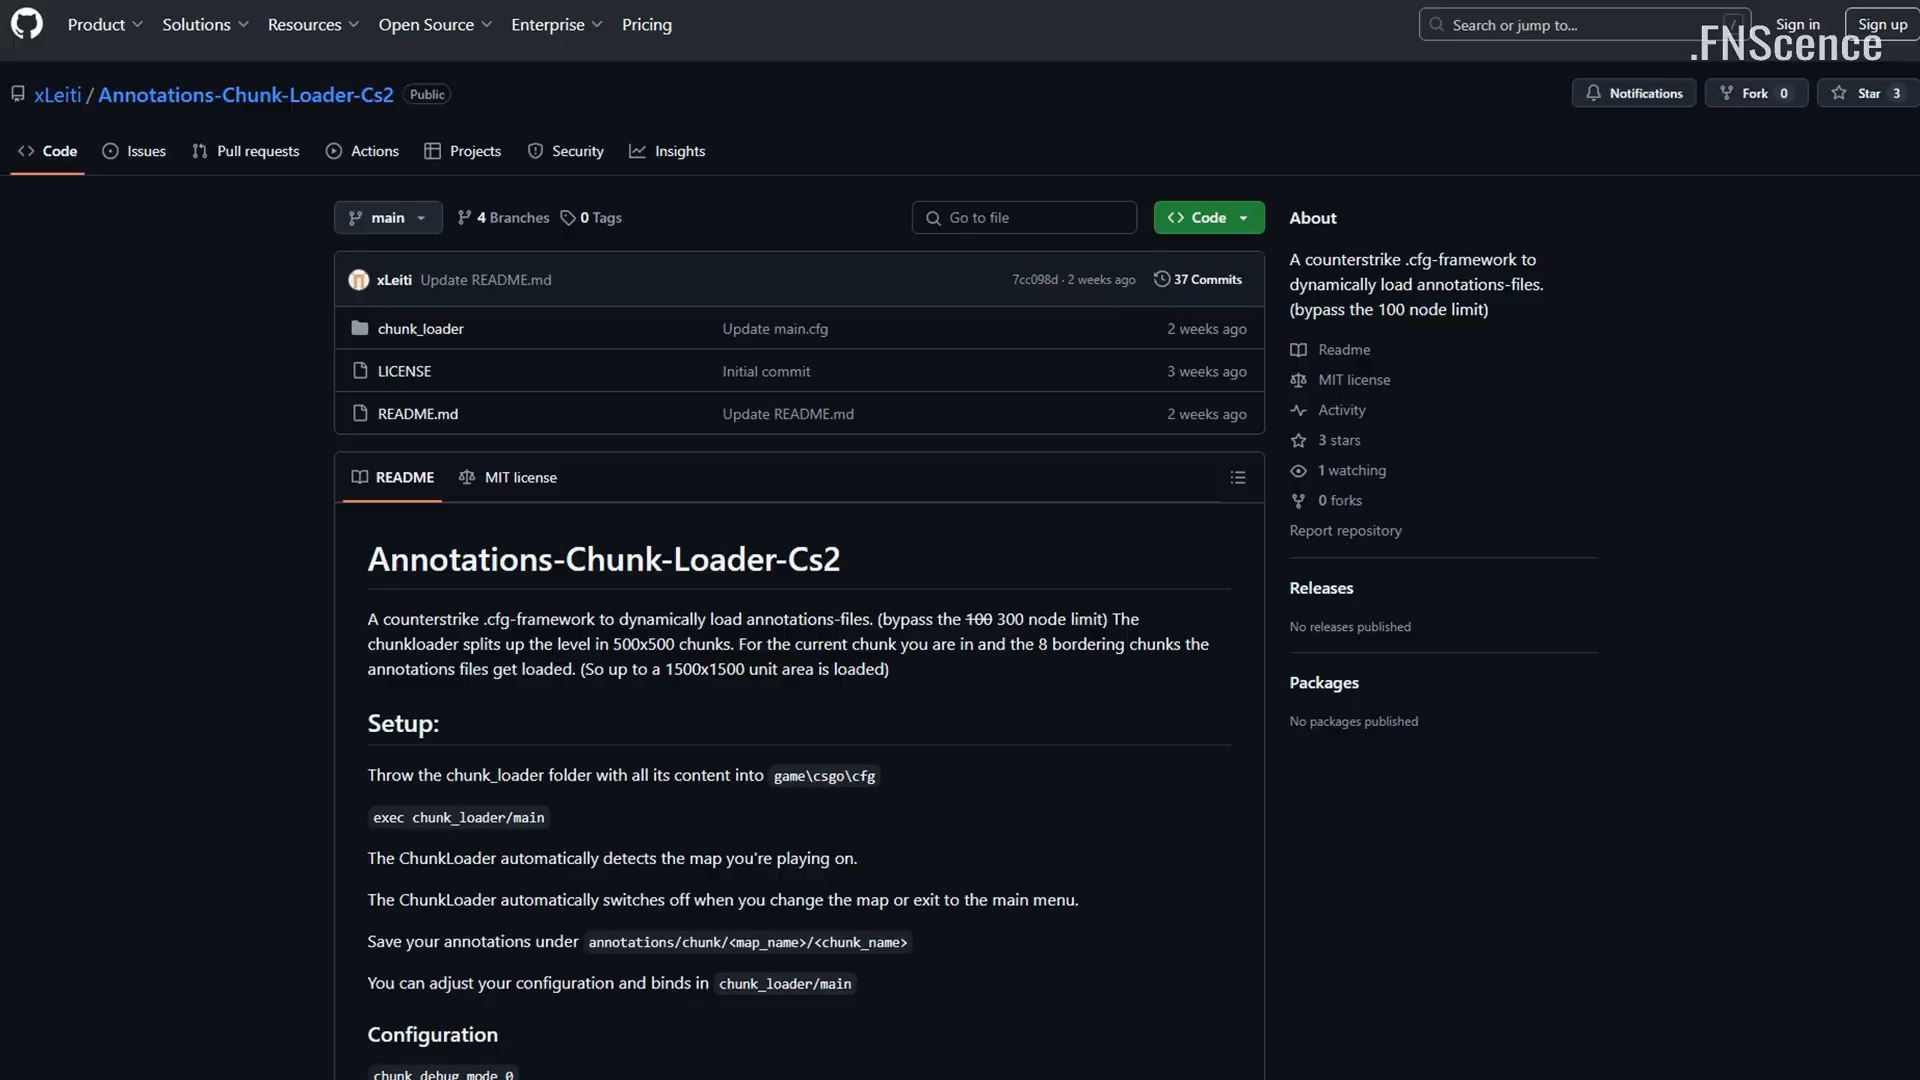 Product Solutions Resources Open Source Enterprise Pricing Search or jump to... / Sign in Sign up
.FNScence
xLeiti / Annotations-Chunk-Loader-Cs2 Public Notifications Fork 0 Star 3
Code Issues Pull requests Actions Projects Security Insights
main 4 Branches 0 Tags Go to file Code
xLeiti Update README.md 7cc098d · 2 weeks ago 37 Commits
chunk_loader Update main.cfg 2 weeks ago
LICENSE Initial commit 3 weeks ago
README.md Update README.md 2 weeks ago
README MIT license
Annotations-Chunk-Loader-Cs2
A counterstrike .cfg-framework to dynamically load annotations-files. (bypass the 100 300 node limit) The
chunkloader splits up the level in 500x500 chunks. For the current chunk you are in and the 8 bordering chunks the
annotations files get loaded. (So up to a 1500x1500 unit area is loaded)
Setup:
Throw the chunk_loader folder with all its content into game\csgo\cfg
exec chunk_loader/main
The ChunkLoader automatically detects the map you're playing on.
The ChunkLoader automatically switches off when you change the map or exit to the main menu.
Save your annotations under annotations/chunk/<map_name>/<chunk_name>
You can adjust your configuration and binds in chunk_loader/main
Configuration
chunk_debug_mode 0
About
A counterstrike .cfg-framework to
dynamically load annotations-files.
(bypass the 100 node limit)
Readme
MIT license
Activity
3 stars
1 watching
0 forks
Report repository
Releases
No releases published
Packages
No packages published